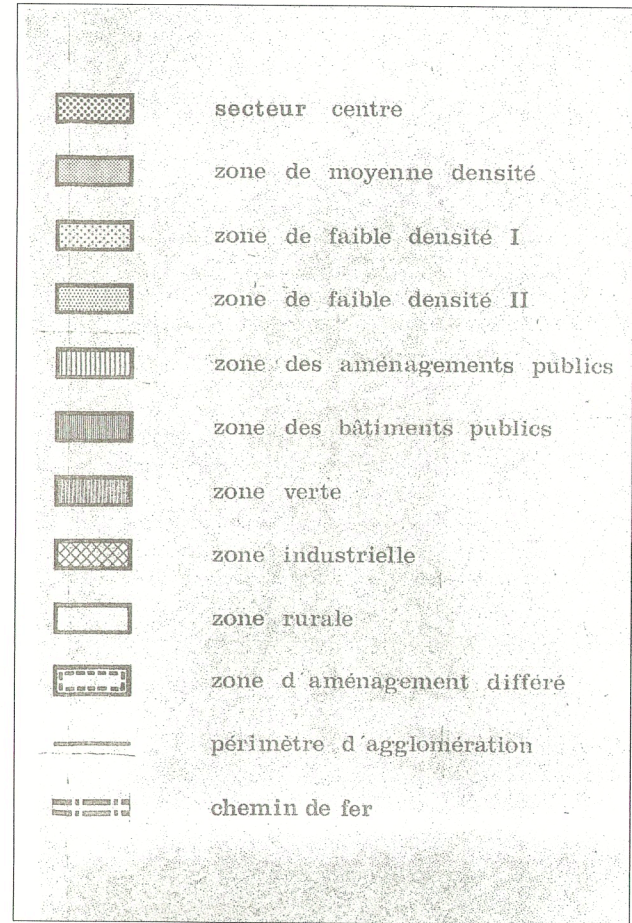 secteur centre
zone de moyenne densité
zone de faible densité I
zone de faible densité II
zone des aménagements publics
zone des bâtiments publics
zone verte
zone industrielle
zone rurale
zone d'aménagement différé
périmètre d'agglomération
chemin de fer